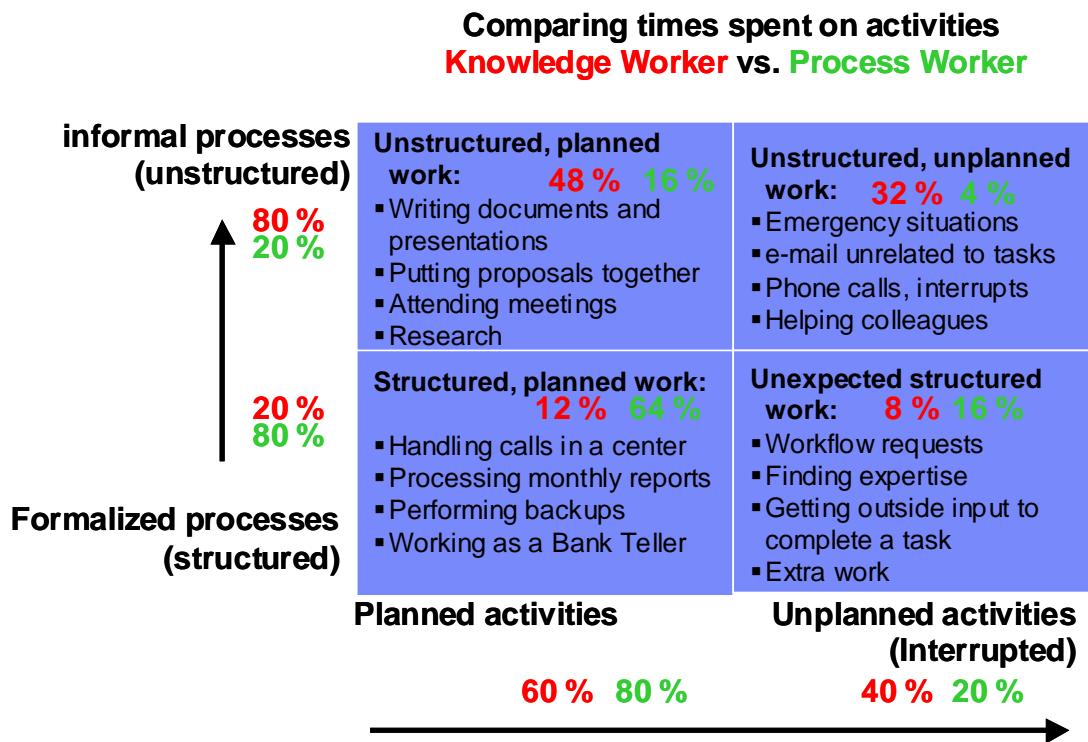 Comparing times spent on activities
Knowledge Worker vs. Process Worker
informal processes
(unstructured)
80 %
20 %
20 %
80 %
Formalized processes
(structured)
Unstructured, planned
work: 48 % 16 %
▪ Writing documents and
presentations
▪ Putting proposals together
▪ Attending meetings
▪ Research
Unstructured, unplanned
work: 32 % 4 %
▪ Emergency situations
▪ e-mail unrelated to tasks
▪ Phone calls, interrupts
▪ Helping colleagues
Structured, planned work:
12 % 64 %
▪ Handling calls in a center
▪ Processing monthly reports
▪ Performing backups
▪ Working as a Bank Teller
Unexpected structured
work: 8 % 16 %
▪ Workflow requests
▪ Finding expertise
▪ Getting outside input to
complete a task
▪ Extra work
Planned activities
Unplanned activities
(Interrupted)
60 % 80 %
40 % 20 %